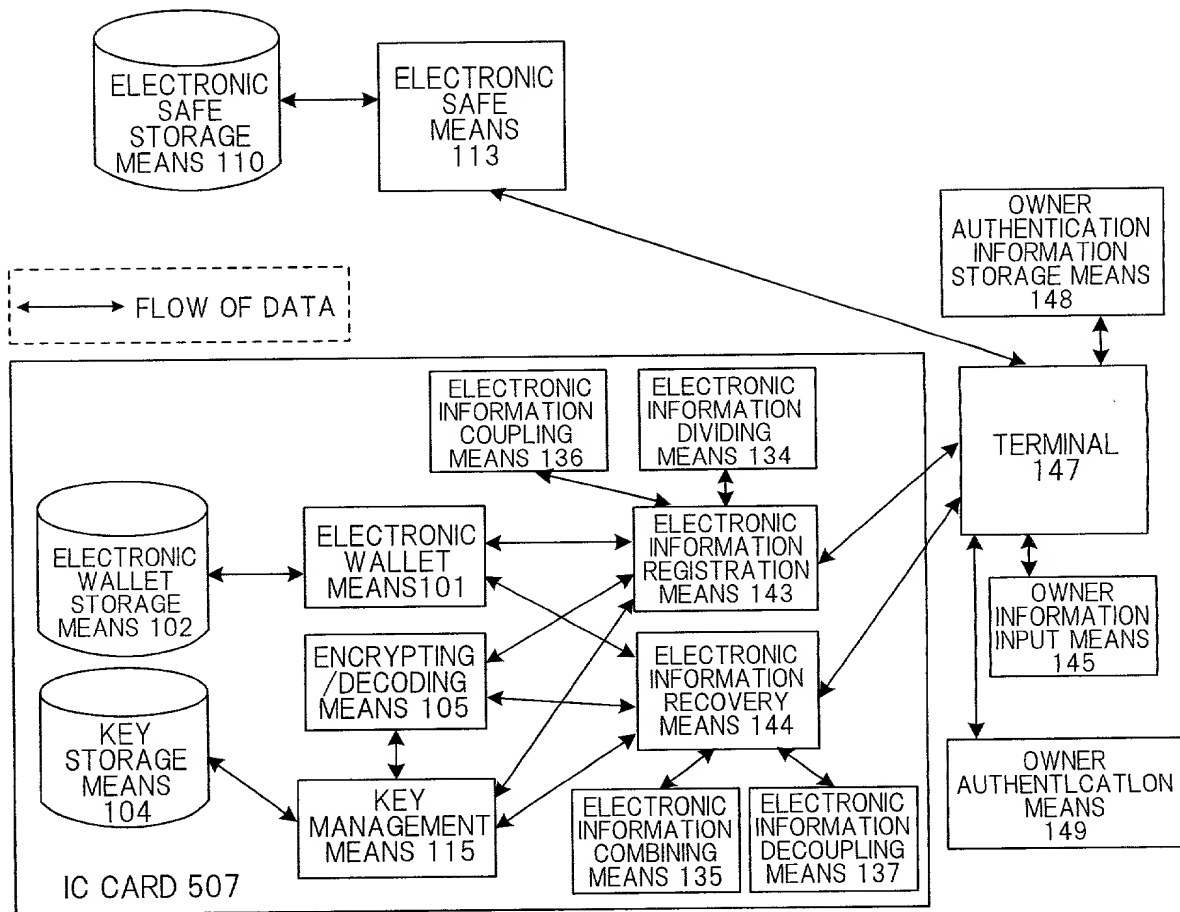 ELECTRONIC
SAFE
STORAGE
MEANS 110
ELECTRONIC
SAFE
MEANS
113
OWNER
AUTHENTICATION
INFORMATION
STORAGE MEANS
148
FLOW OF DATA
ELECTRONIC
INFORMATION
COUPLING
MEANS 136
ELECTRONIC
INFORMATION
DIVIDING
MEANS 134
TERMINAL
147
ELECTRONIC
WALLET
STORAGE
MEANS 102
ELECTRONIC
WALLET
MEANS101
ELECTRONIC
INFORMATION
REGISTRATION
MEANS 143
OWNER
INFORMATION
INPUT MEANS
145
ENCRYPTING
/DECODING
MEANS 105
ELECTRONIC
INFORMATION
RECOVERY
MEANS 144
KEY
STORAGE
MEANS
104
KEY
MANAGEMENT
MEANS 115
ELECTRONIC
INFORMATION
COMBINING
MEANS 135
ELECTRONIC
INFORMATION
DECOUPLING
MEANS 137
OWNER
AUTHENTLCATLON
MEANS
149
IC CARD 507